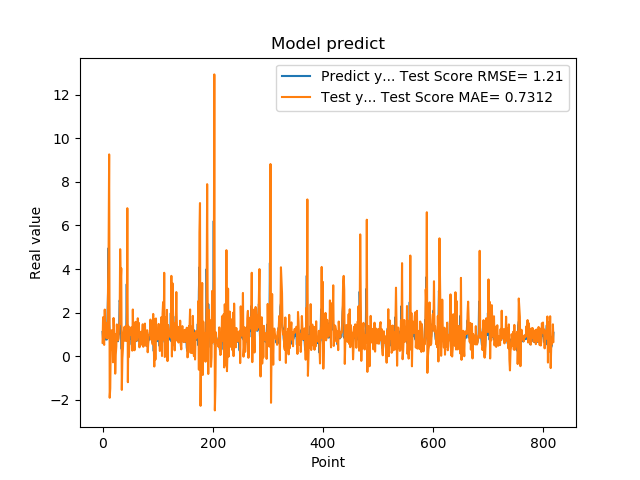 Model predict
Predict y... Test Score RMSE= 1.21
Test y... Test Score MAE= 0.7312
12
10
8
6
4
2
0
−2
Real value
0 200 400 600 800
Point